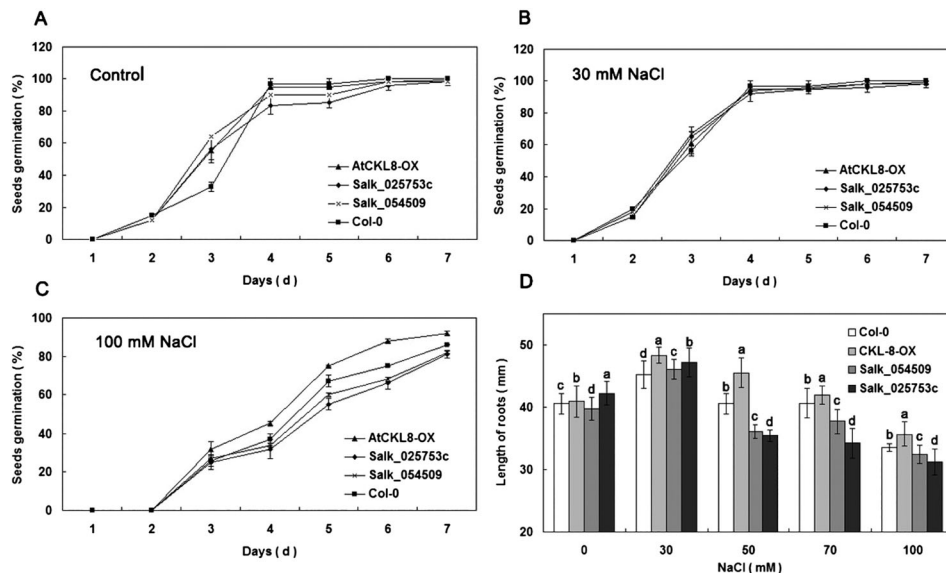 A
Control
120
100
80
60
40
20
0
Seeds germination ( % )
AtCKL8-OX
Salk_025753c
Salk_054509
Col-0
1 2 3 4 5 6 7
Days ( d )
B
30 mM NaCl
120
100
80
60
40
20
0
Seeds germination ( % )
AtCKL8-OX
Salk_025753c
Salk_054509
Col-0
1 2 3 4 5 6 7
Days ( d )
C
100 mM NaCl
100
80
60
40
20
0
Seeds germination ( % )
AtCKL8-OX
Salk_025753c
Salk_054509
Col-0
1 2 3 4 5 6 7
Days ( d )
D
Col-0
CKL-8-OX
Salk_054509
Salk_025753c
50
40
30
20
Length of roots ( mm )
c b d a
d a c b
b a c d
b a c d
b a c d
0 30 50 70 100
NaCl ( mM )